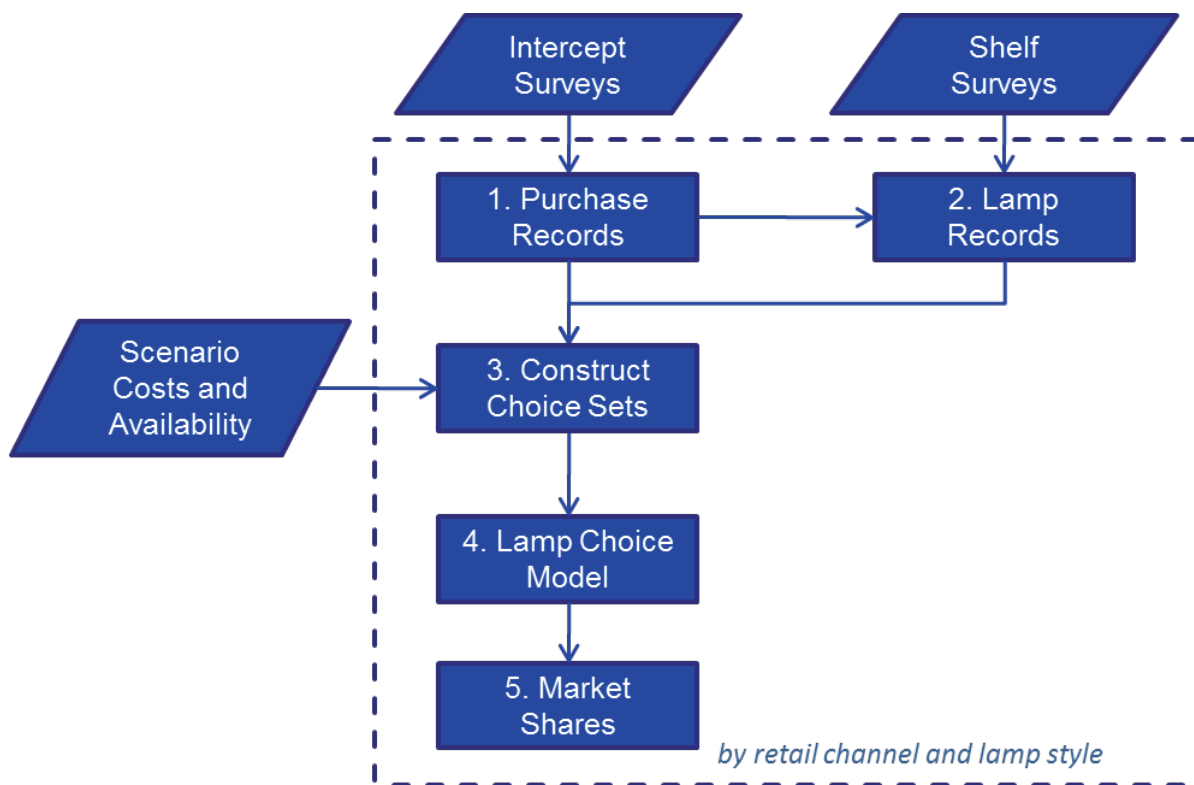 Intercept
Surveys
Shelf
Surveys
1. Purchase
Records
2. Lamp
Records
Scenario
Costs and
Availability
3. Construct
Choice Sets
4. Lamp Choice
Model
5. Market
Shares
by retail channel and lamp style